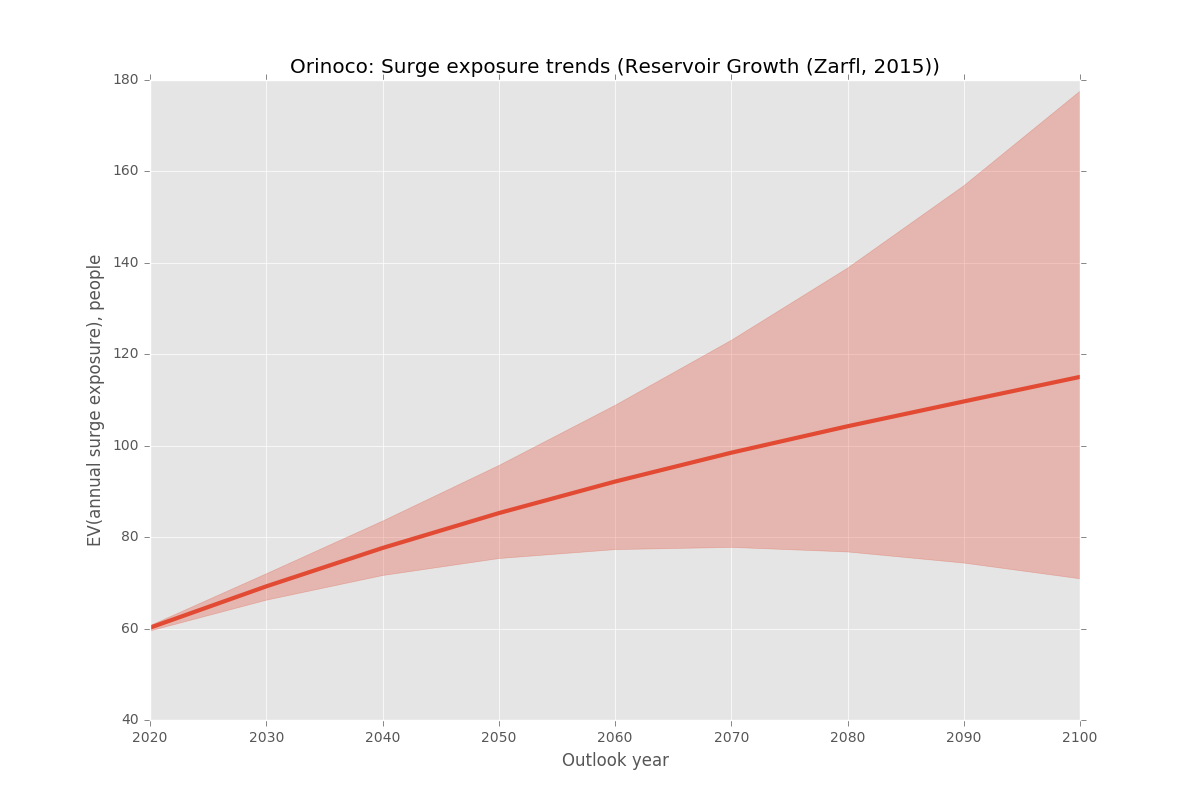 Orinoco: Surge exposure trends (Reservoir Growth (Zarfl, 2015))
180
160
140
120
100
80
60
40
EV(annual surge exposure), people
2020 2030 2040 2050 2060 2070 2080 2090 2100
Outlook year